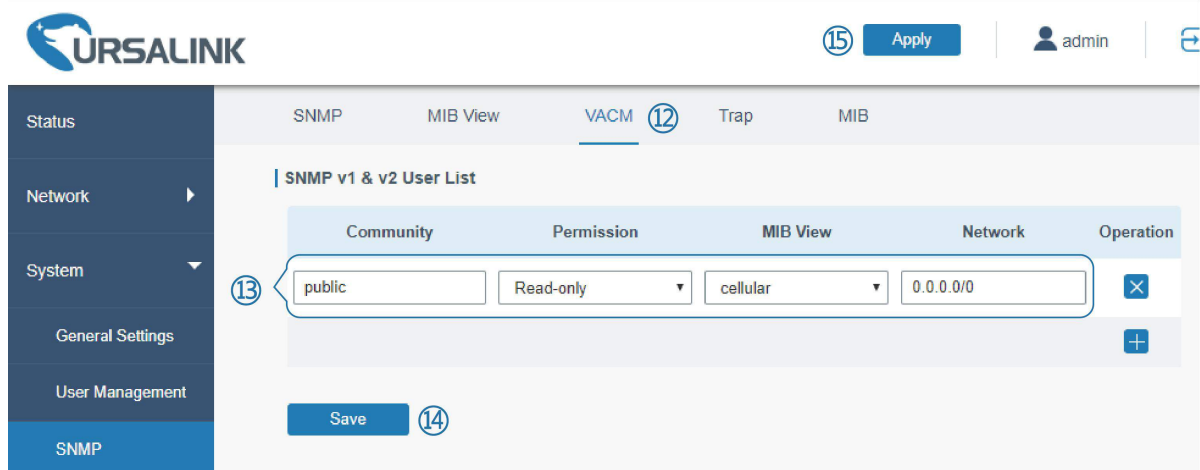 URSALINK
⑮ Apply admin
Status
SNMP MIB View VACM ⑫ Trap MIB
SNMP v1 & v2 User List
Network
Community Permission MIB View Network Operation
System
⑬ public Read-only cellular 0.0.0.0/0
General Settings
User Management
Save ⑭
SNMP